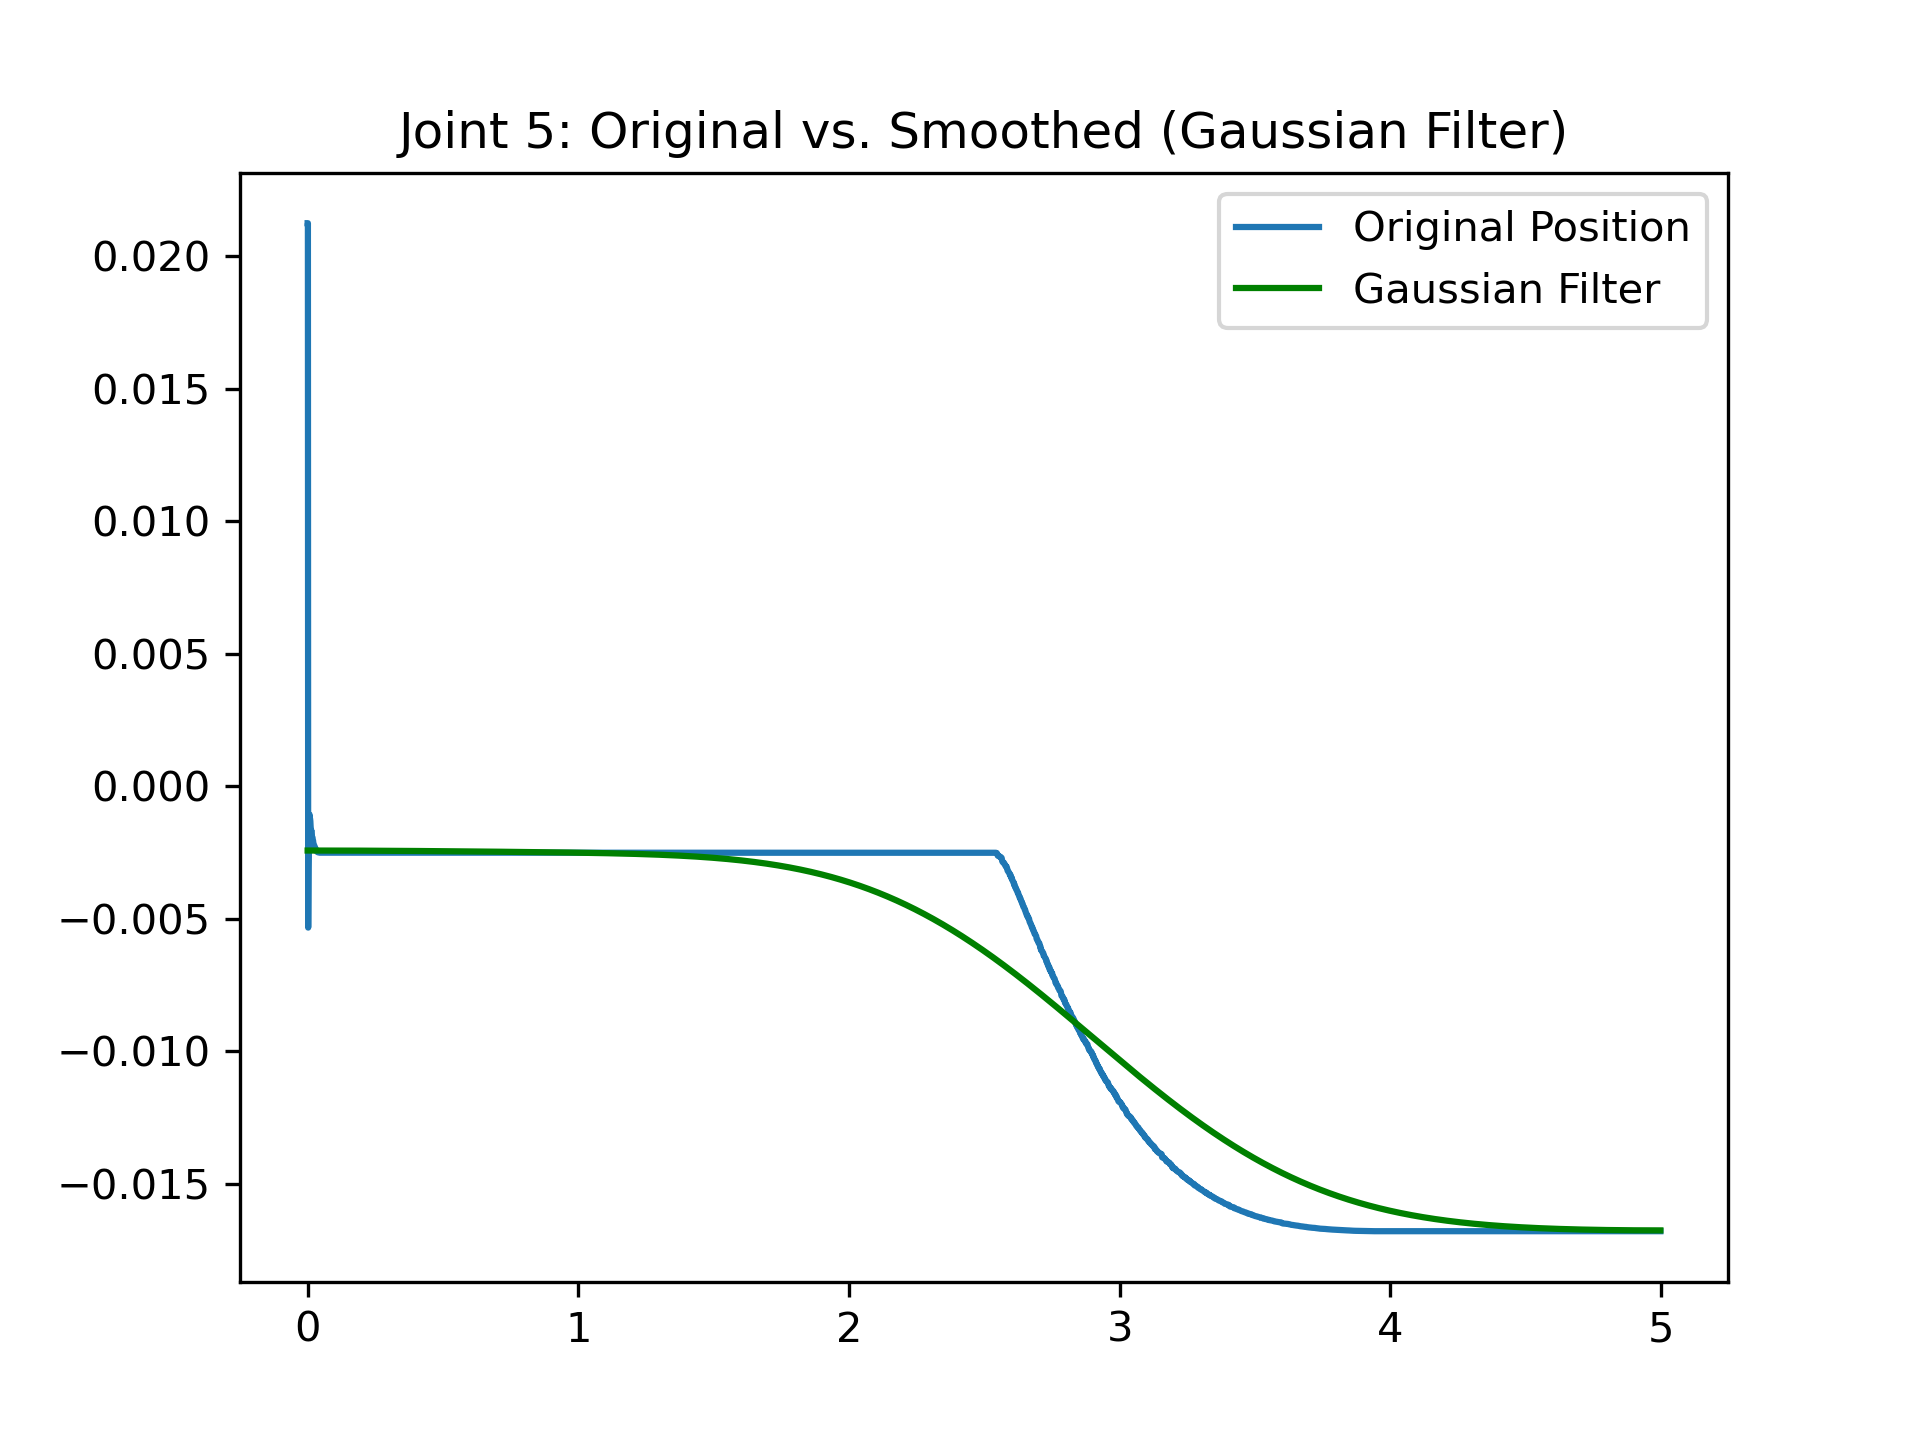 Joint 5: Original vs. Smoothed (Gaussian Filter)
Original Position
Gaussian Filter
0.020
0.015
0.010
0.005
0.000
−0.005
−0.010
−0.015
0 1 2 3 4 5